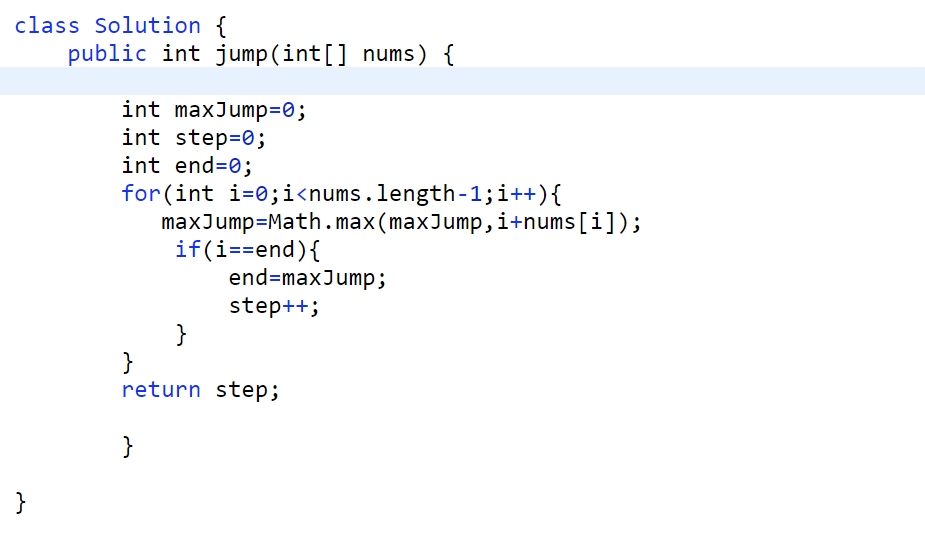 class Solution {
    public int jump(int[] nums) {
        int maxJump=0;
        int step=0;
        int end=0;
        for(int i=0;i<nums.length-1;i++){
           maxJump=Math.max(maxJump,i+nums[i]);
            if(i==end){
                end=maxJump;
                step++;
            }
        }
        return step;
        }
}